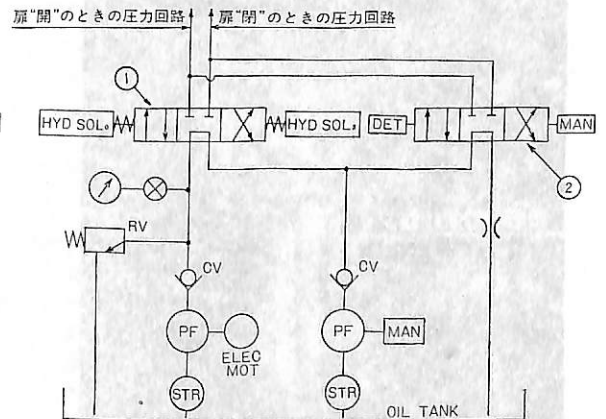 扉“開”のときの圧力回路
扉“閉”のときの圧力回路
①
HYD SOL。
HYD SOL,
DET
MAN
②
RV
CV
CV
PF
ELEC
MOT
PF
MAN
STR
STR
OIL TANK